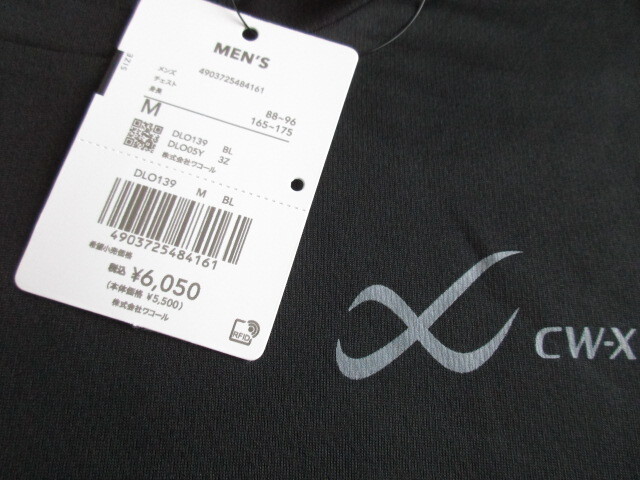 MEN'S
メンズ 4903725484161
チェスト 88-96
身長 165-175
M
DLO139 BL
DLO05Y 3Z
株式会社ワコール
DLO139 M BL
4903725484161
希望小売価格
税込 ¥6,050
(本体価格 ¥5,500)
株式会社ワコール
RFID
CW-X